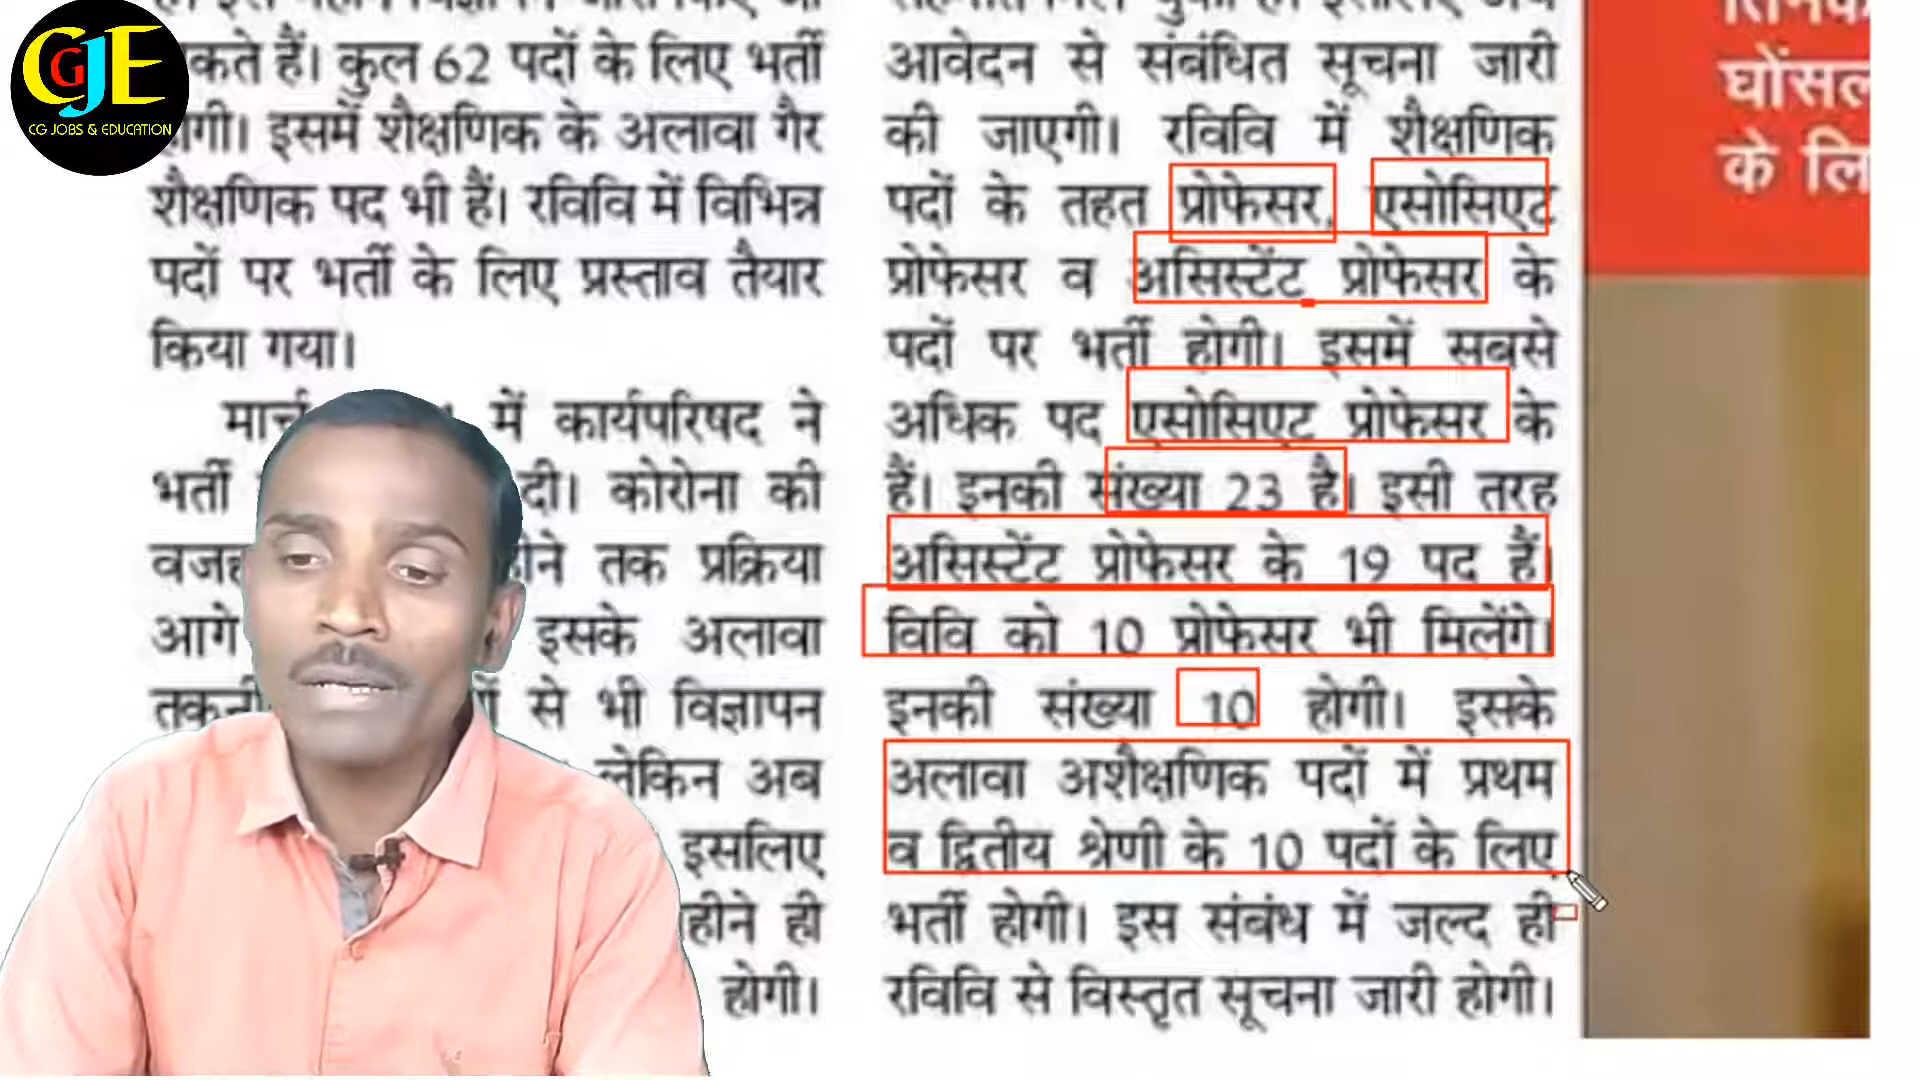 CGJE
CG JOBS & EDUCATION
कते हैं। कुल 62 पदों के लिए भर्ती
होगी। इसमें शैक्षणिक के अलावा गैर
शैक्षणिक पद भी हैं। रविवि में विभिन्न
पदों पर भर्ती के लिए प्रस्ताव तैयार
किया गया।
में कार्यपरिषद ने
भर्ती दी। कोरोना की
तक प्रक्रिया
आगे इसके अलावा
से भी विज्ञापन
लेकिन अब
इसलिए
ही
होगी।
आवेदन से संबंधित सूचना जारी
की जाएगी। रविवि में शैक्षणिक
पदों के तहत प्रोफेसर, एसोसिएट
प्रोफेसर व असिस्टेंट प्रोफेसर के
पदों पर भर्ती होगी। इसमें सबसे
अधिक पद एसोसिएट प्रोफेसर के
हैं। इनकी संख्या 23 है। इसी तरह
असिस्टेंट प्रोफेसर के 19 पद हैं।
विवि को 10 प्रोफेसर भी मिलेंगे।
इनकी संख्या 10 होगी। इसके
अलावा अशैक्षणिक पदों में प्रथम
व द्वितीय श्रेणी के 10 पदों के लिए
भर्ती होगी। इस संबंध में जल्द ही
रविवि से विस्तृत सूचना जारी होगी।
घोंसल
के लि